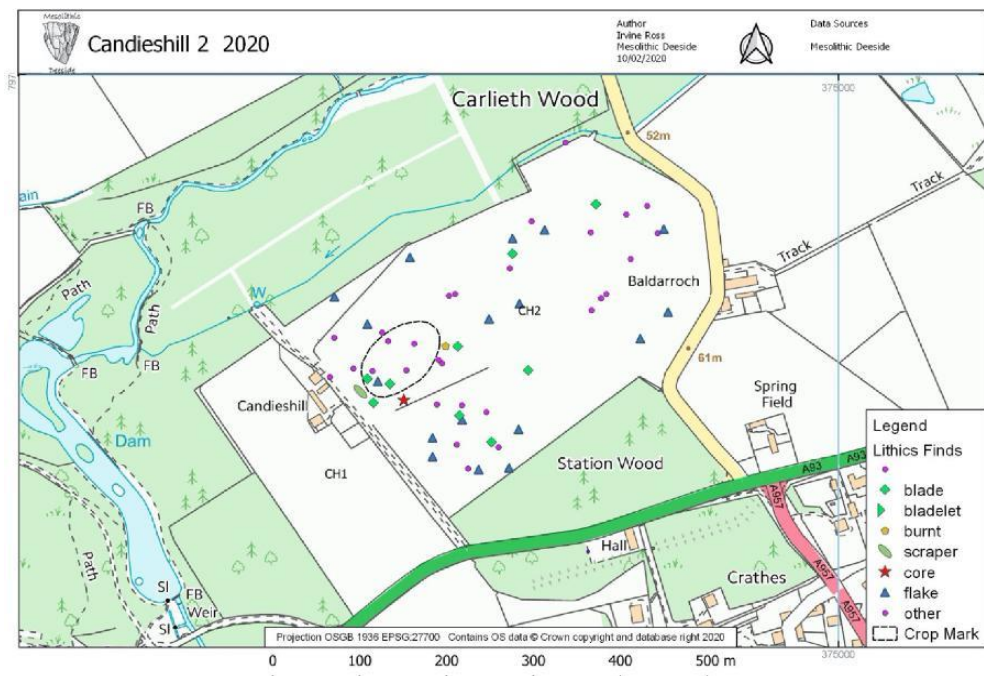 Mesolithic
Deeside
Candieshill 2 2020
Author
Irvine Ross
Mesolithic Deeside
10/02/2020
Data Sources
Mesolithic Deeside
797
375000
Carlieth Wood
52m
Track
Track
ain
FB
Path
Path
W
Baldarroch
CH2
FB
FB
61m
Candieshill
Dam
Spring
Field
CH1
Station Wood
A93
A93
A957
Hall
Crathes
Path
SI
FB
Weir
SI
A957
A957
Legend
Lithics Finds
blade
bladelet
burnt
scraper
core
flake
other
Crop Mark
Projection OSGB 1936 EPSG:27700 Contains OS data © Crown copyright and database right 2020
0 100 200 300 400 500 m
375000